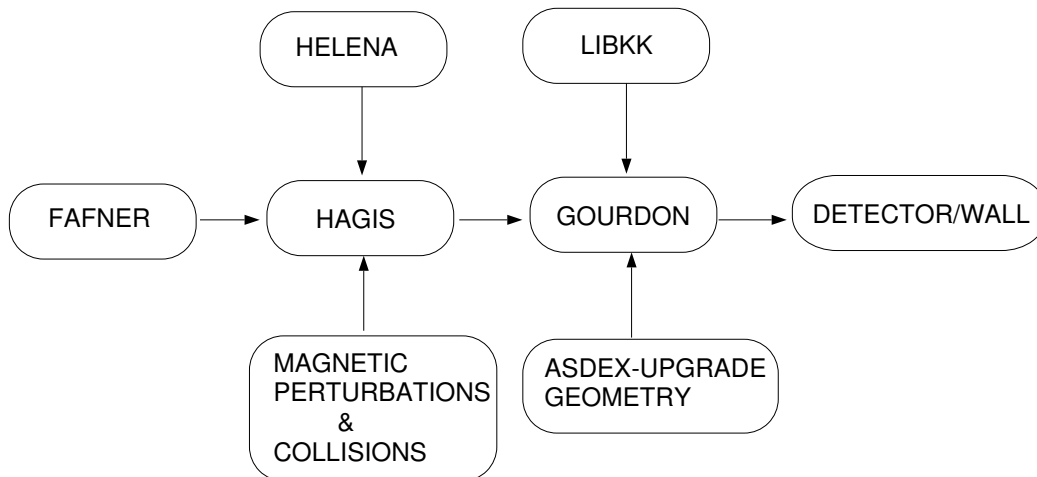 HELENA
LIBKK
FAFNER
HAGIS
GOURDON
DETECTOR/WALL
MAGNETIC
PERTURBATIONS
&
COLLISIONS
ASDEX-UPGRADE
GEOMETRY